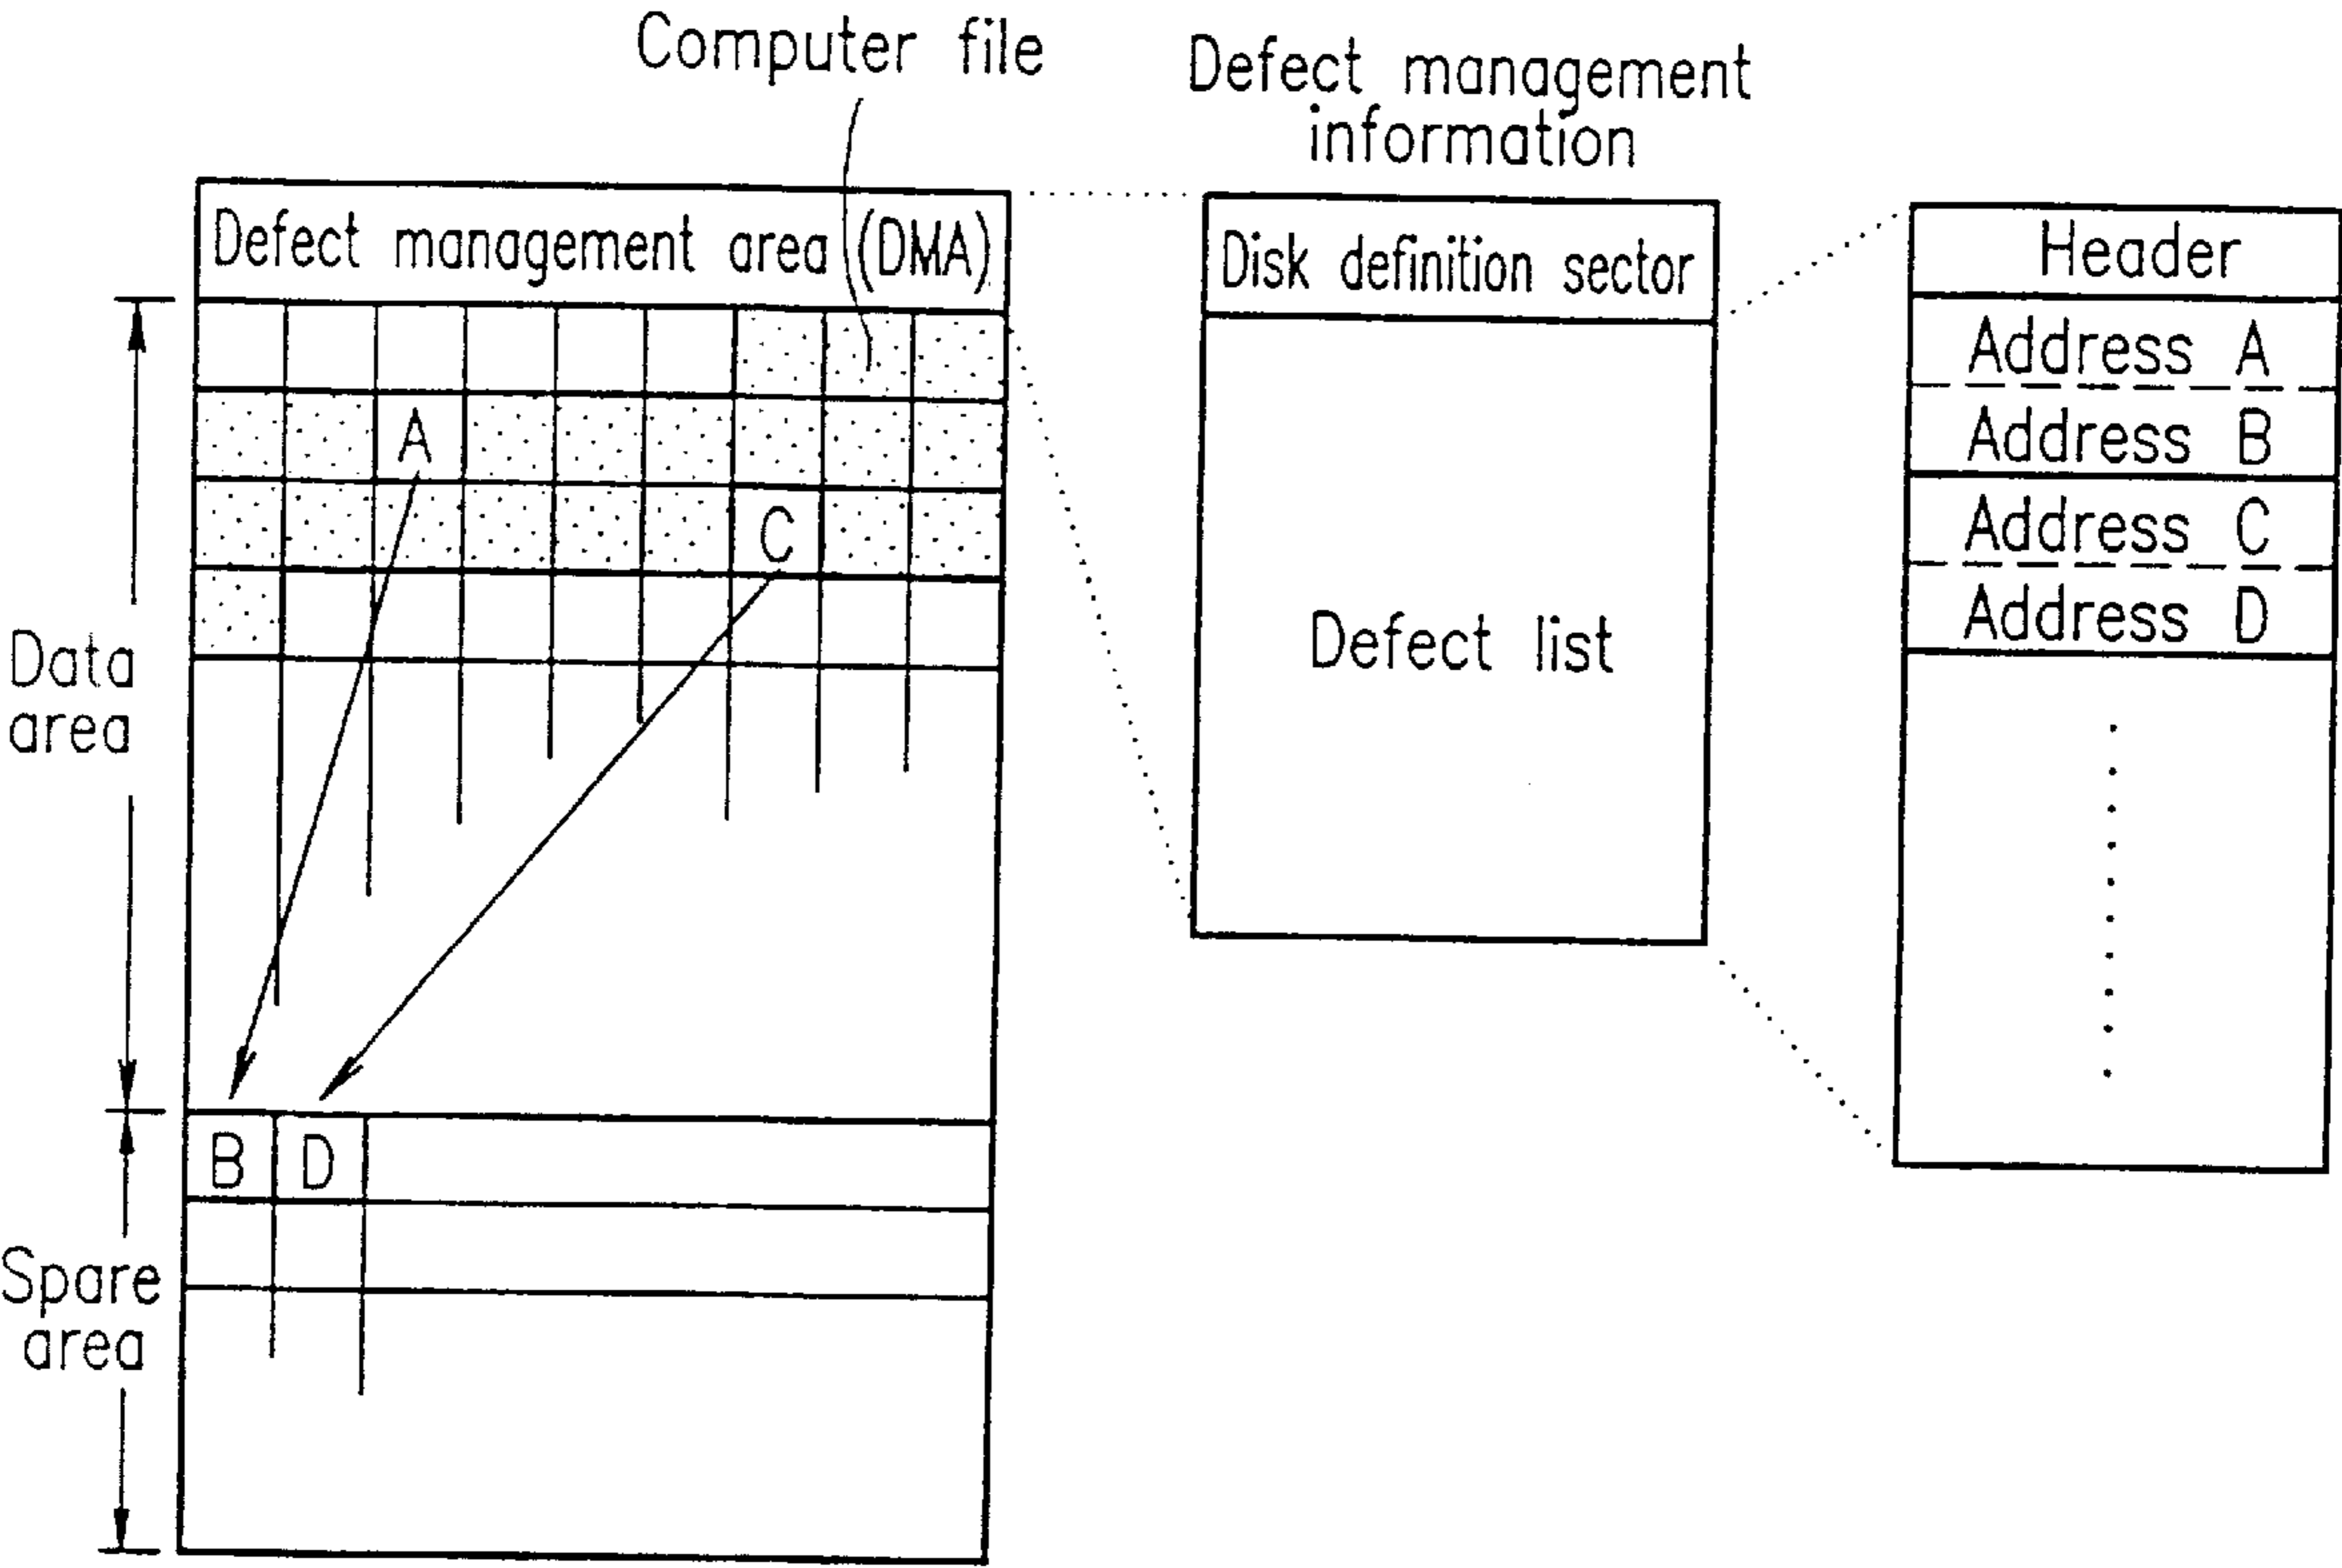 Computer file
Defect management
information
Defect management area (DMA)
A
C
Data
area
B D
Spare
area
Disk definition sector
Defect list
Header
Address A
Address B
Address C
Address D